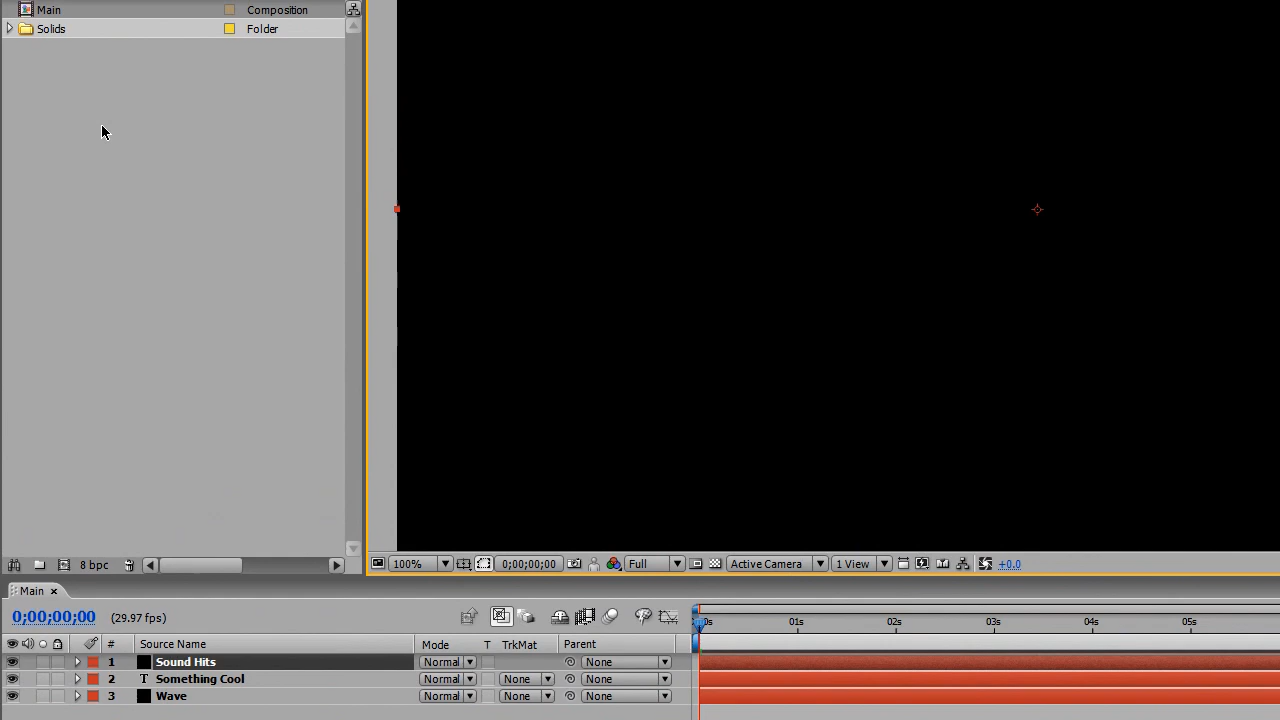 Main Composition
Solids Folder
8 bpc
100% 0;00;00;00 Full Active Camera 1 View +0.0
Main ×
0;00;00;00 (29.97 fps)
0s 01s 02s 03s 04s 05s
# Source Name Mode T TrkMat Parent
1 Sound Hits Normal None
2 T Something Cool Normal None None
3 Wave Normal None None